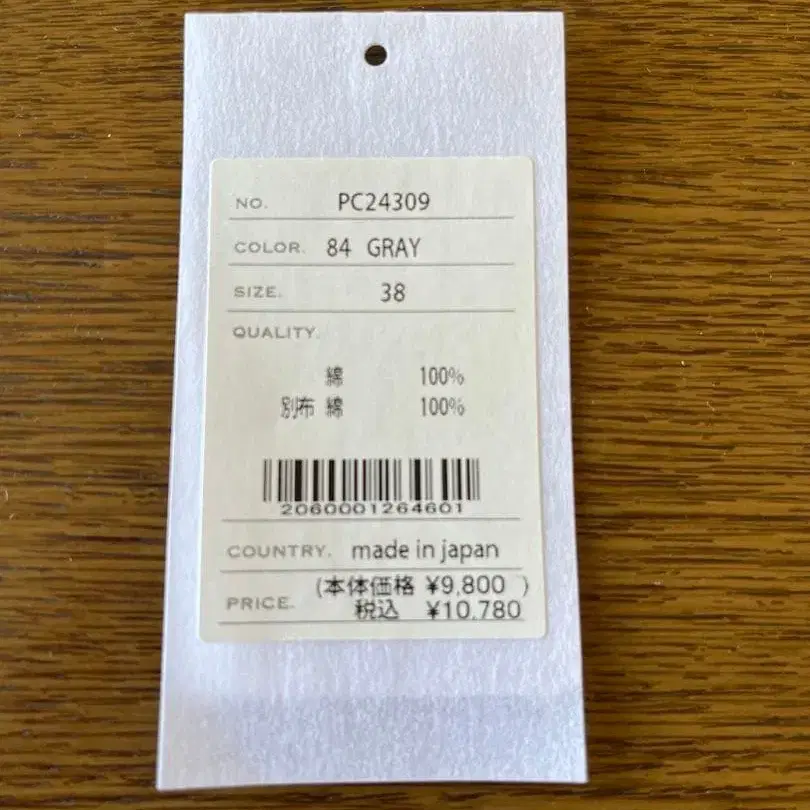 NO. PC24309
COLOR. 84 GRAY
SIZE. 38
QUALITY.
綿 100%
別布 綿 100%
2060001264601
COUNTRY. made in japan
(本体価格 ¥9,800 )
PRICE. 税込 ¥10,780